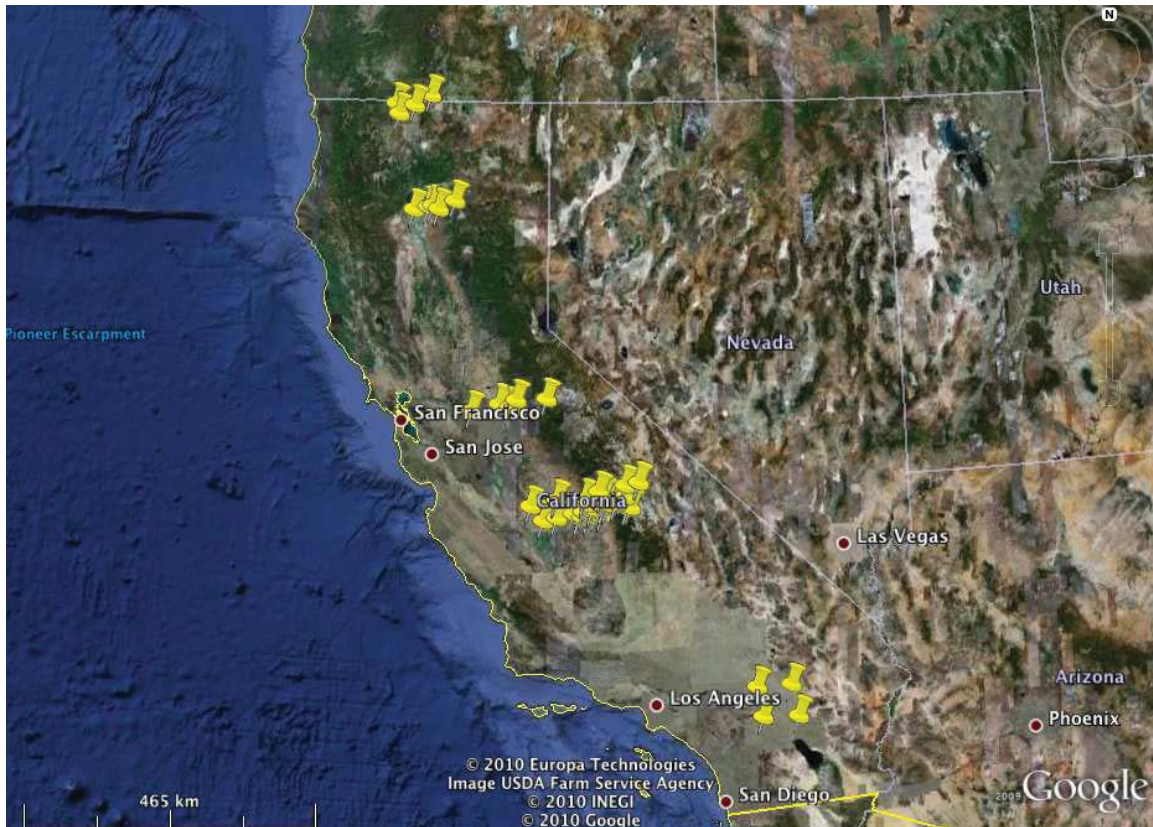 N
Utah
Pioneer Escarpment
Nevada
San Francisco
San Jose
California
Las Vegas
Arizona
Los Angeles
Phoenix
© 2010 Europa Technologies
Image USDA Farm Service Agency
© 2010 INEGI
© 2010 Google
465 km
San Diego
2009 Google